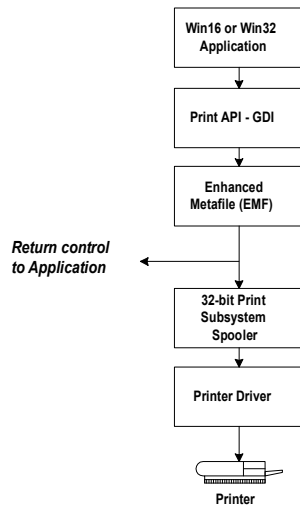 Win16 or Win32
Application
Print API - GDI
Enhanced
Metafile (EMF)
Return control
to Application
32-bit Print
Subsystem
Spooler
Printer Driver
Printer